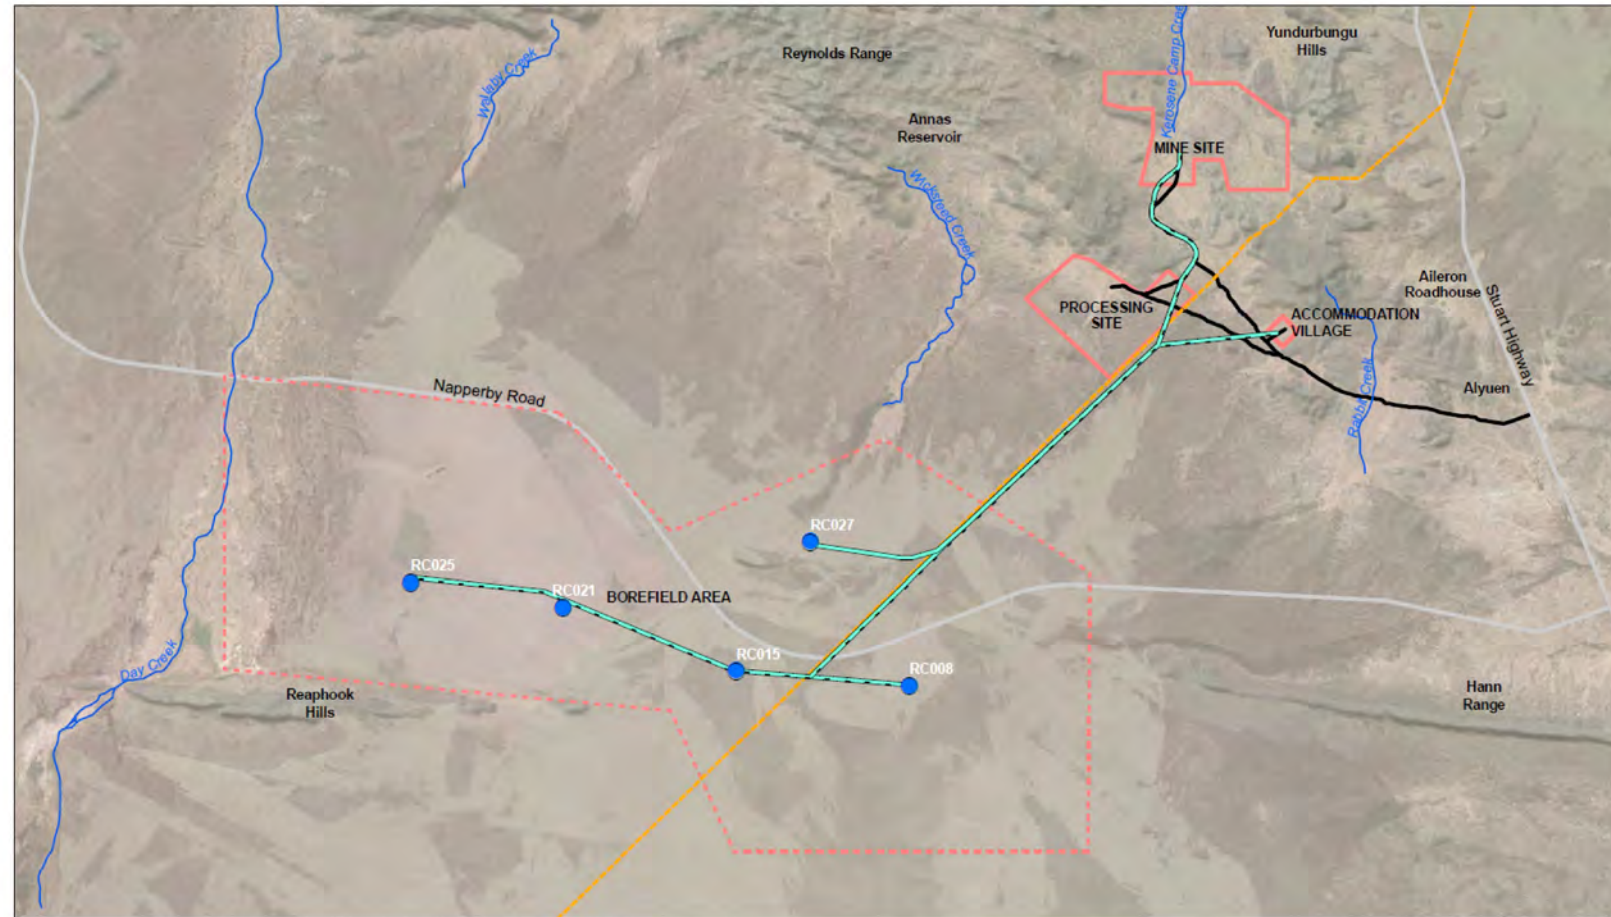 Kerosene Camp Creek
Yundurbungu
Hills
Reynolds Range
Wallaby Creek
Annas
Reservoir
MINE SITE
Wicksteed Creek
Aileron
Roadhouse
Stuart Highway
PROCESSING
SITE
ACCOMMODATION
VILLAGE
Napperby Road
Alyuen
Rabbit Creek
RC027
RC025
RC021
BOREFIELD AREA
RC015
RC008
Day Creek
Reaphook
Hills
Hann
Range